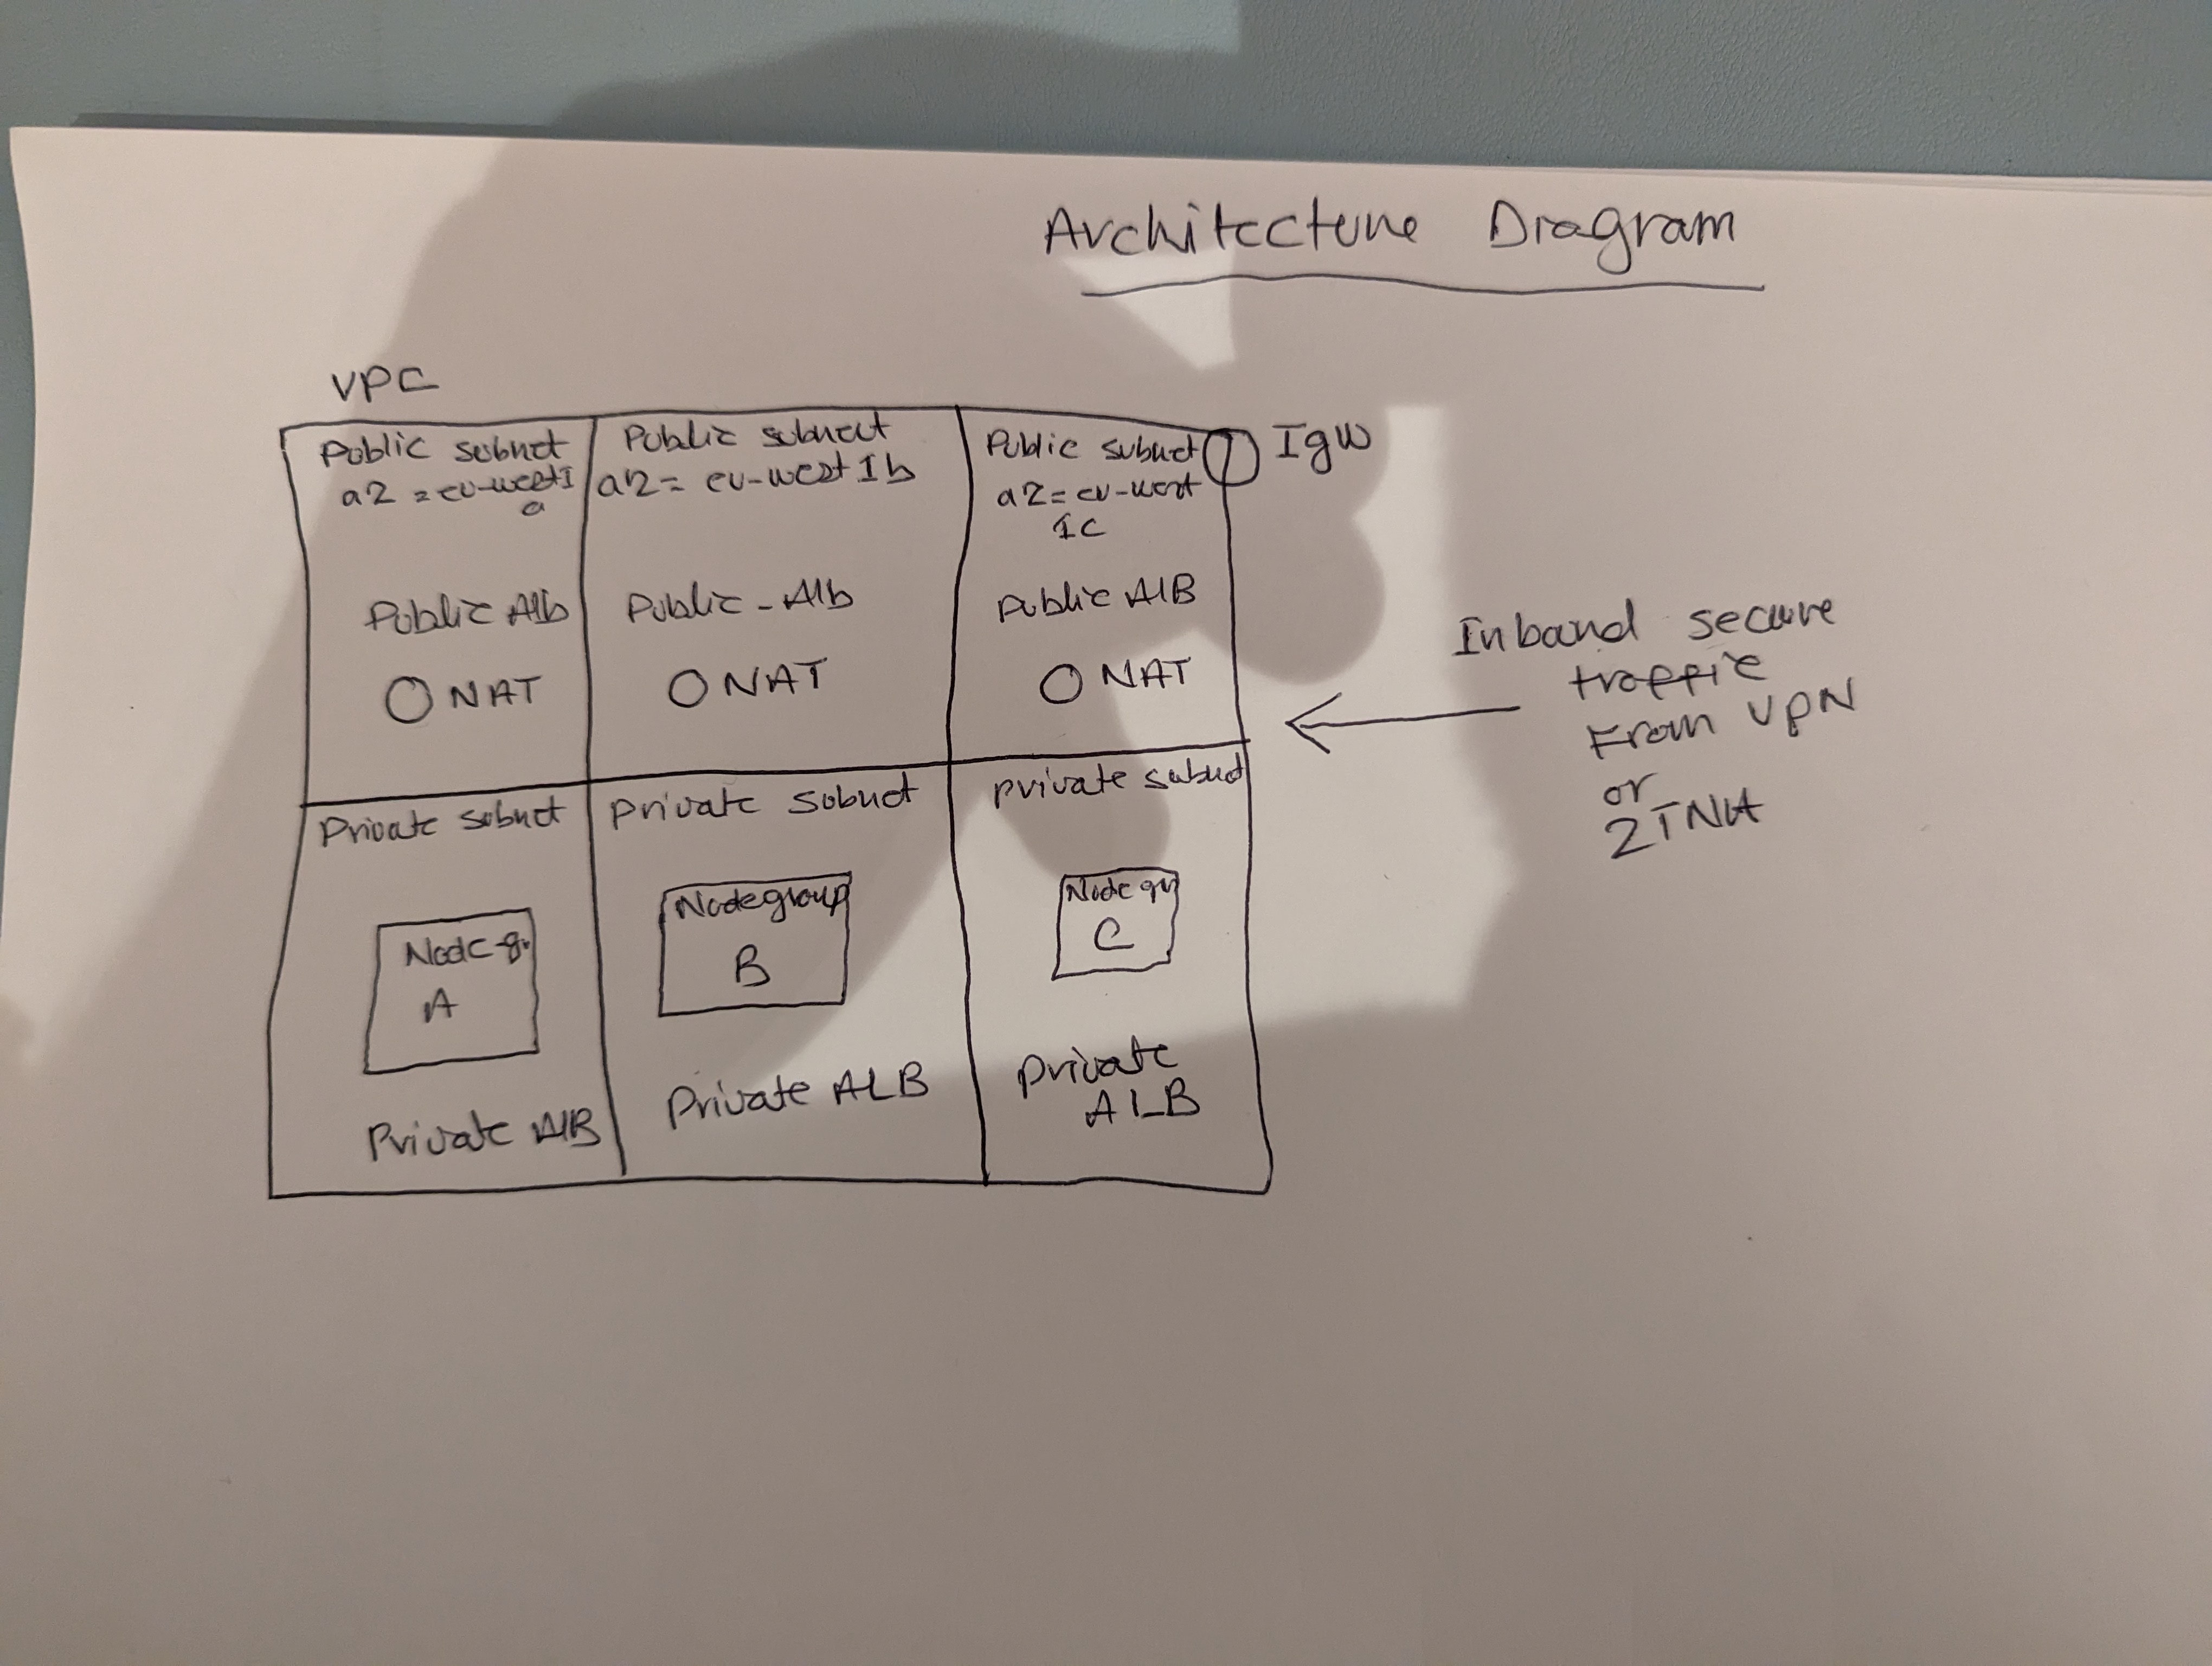 Architecture Diagram
VPC
Public subnet
az = eu-west1
a
Public subnet
az = eu-west 1b
Public subnet
az = eu-west
1c
Igw
Public Alb
NAT
Public - Alb
NAT
Public AlB
NAT
Inband secure
traffic
From VPN
or
ZTNA
Private subnet
Node-gr
A
Private AlB
private subnet
Nodegroup
B
Private ALB
private subnet
Node gr
C
private
ALB